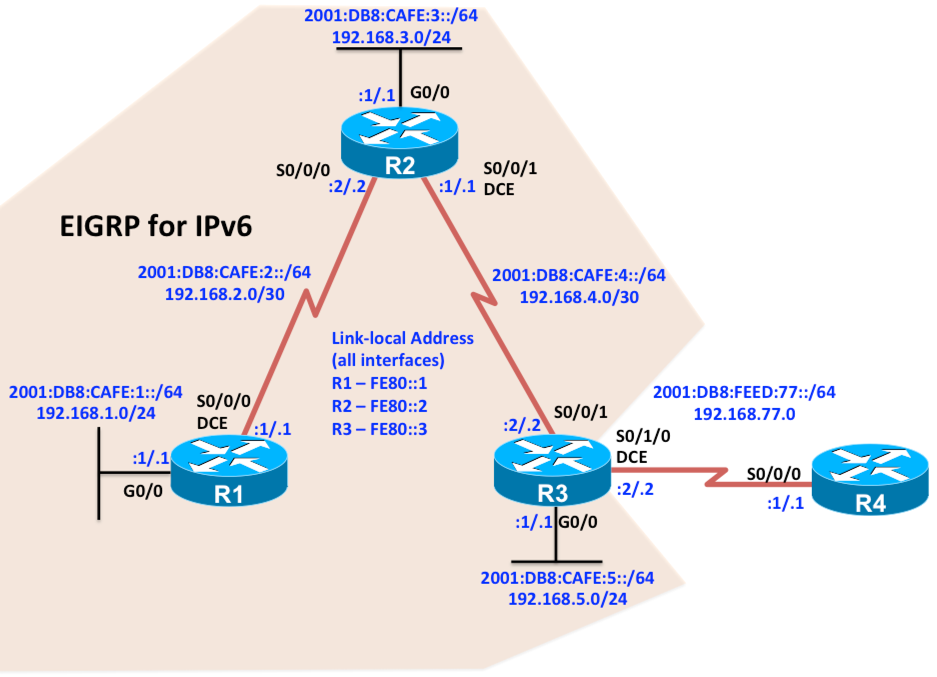 2001:DB8:CAFE:3::/64
192.168.3.0/24
:1/.1
G0/0
R2
S0/0/0
:2/.2
:1/.1
S0/0/1
DCE
EIGRP for IPv6
2001:DB8:CAFE:2::/64
192.168.2.0/30
2001:DB8:CAFE:4::/64
192.168.4.0/30
Link-local Address
(all interfaces)
R1 – FE80::1
R2 – FE80::2
R3 – FE80::3
2001:DB8:CAFE:1::/64
192.168.1.0/24
S0/0/0
DCE
:1/.1
:1/.1
G0/0
R1
2001:DB8:FEED:77::/64
192.168.77.0
S0/0/1
:2/.2
S0/1/0
DCE
:2/.2
R3
S0/0/0
:1/.1
R4
:1/.1
G0/0
2001:DB8:CAFE:5::/64
192.168.5.0/24